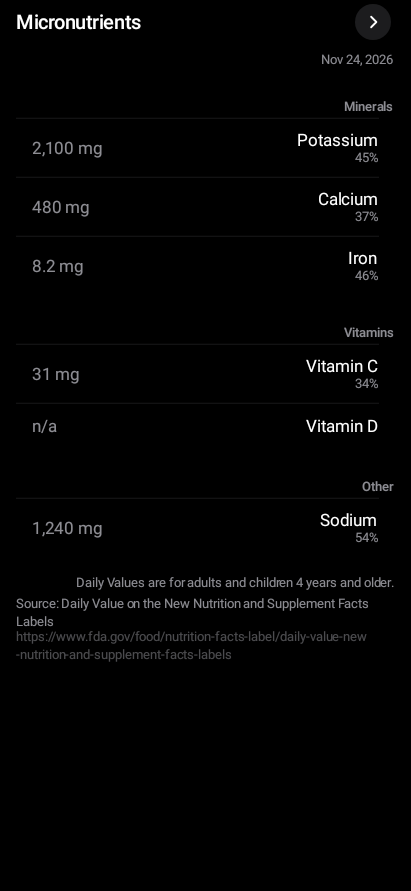 Micronutrients
Nov 24, 2026
Minerals
2,100 mg
Potassium
45%
480 mg
Calcium
37%
8.2 mg
Iron
46%
Vitamins
31 mg
Vitamin C
34%
n/a
Vitamin D
Other
1,240 mg
Sodium
54%
Daily Values are for adults and children 4 years and older.
Source: Daily Value on the New Nutrition and Supplement Facts
Labels
https://www.fda.gov/food/nutrition-facts-label/daily-value-new
-nutrition-and-supplement-facts-labels